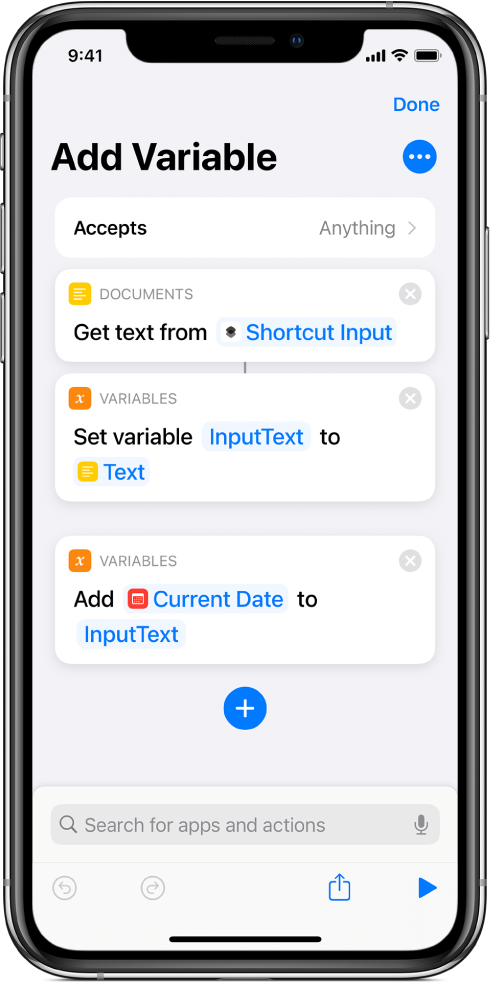 9:41
Done
Add Variable
Accepts Anything
DOCUMENTS
Get text from Shortcut Input
x VARIABLES
Set variable InputText to
Text
x VARIABLES
Add Current Date to
InputText
Search for apps and actions